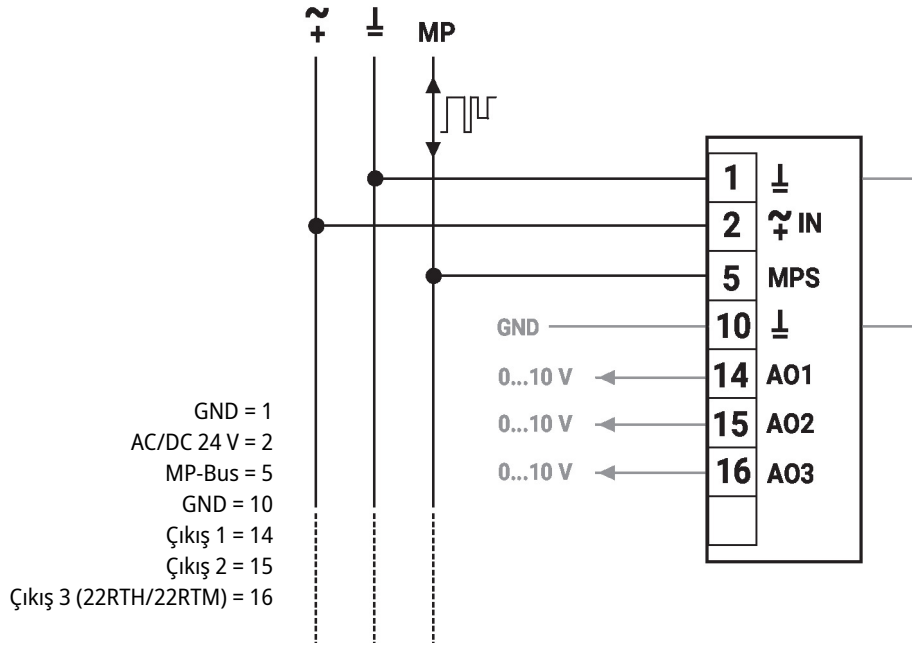 ~
+
⊥
MP
1 ⊥
2 ~ + IN
5 MPS
GND 10 ⊥
0...10 V 14 AO1
0...10 V 15 AO2
0...10 V 16 AO3
GND = 1
AC/DC 24 V = 2
MP-Bus = 5
GND = 10
Çıkış 1 = 14
Çıkış 2 = 15
Çıkış 3 (22RTH/22RTM) = 16